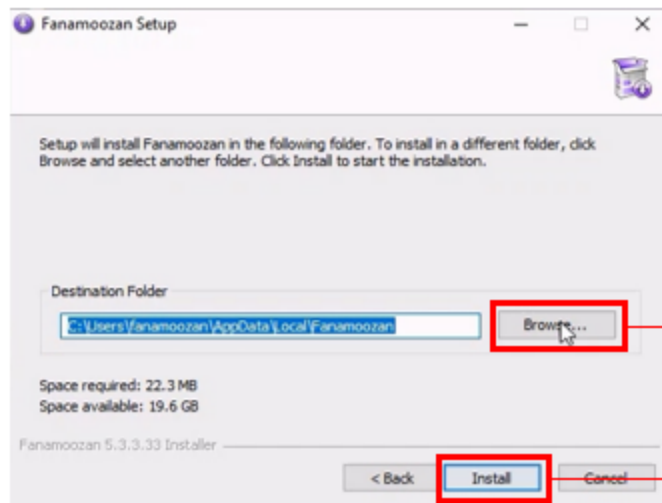 Fanamoozan Setup
Setup will install Fanamoozan in the following folder. To install in a different folder, click
Browse and select another folder. Click Install to start the installation.
Destination Folder
C:\Users\fanamoozan\AppData\Local\Fanamoozan
Browse...
Space required: 22.3 MB
Space available: 19.6 GB
Fanamoozan 5.3.3.33 Installer
< Back Install Cancel